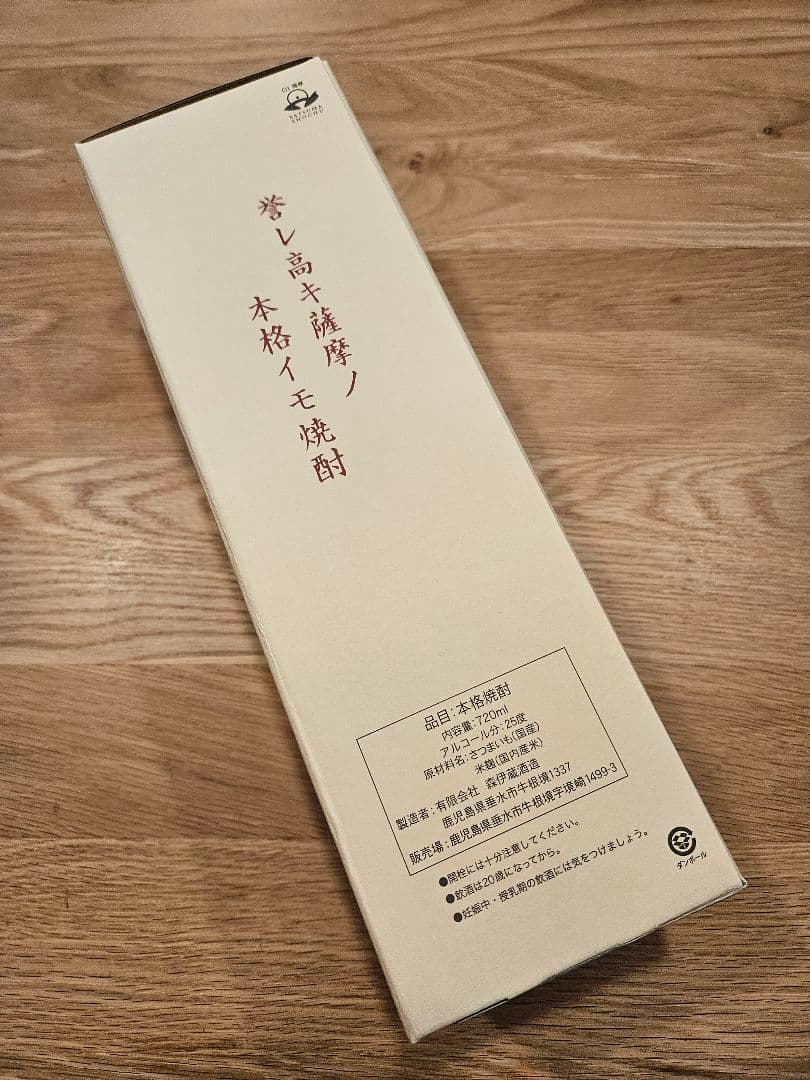 GI 薩摩
SATSUMA
SHOCHU
誉レ高キ薩摩ノ
本格イモ焼酎
品目:本格焼酎
内容量:720ml
アルコール分:25度
原材料名:さつまいも(国産)
米麹(国内産米)
製造者:有限会社 森伊蔵酒造
鹿児島県垂水市牛根境1337
販売場:鹿児島県垂水市牛根境字境崎1499-3
●開栓には十分注意してください。
●飲酒は20歳になってから。
●妊娠中・授乳期の飲酒には気をつけましょう。
ダンボール